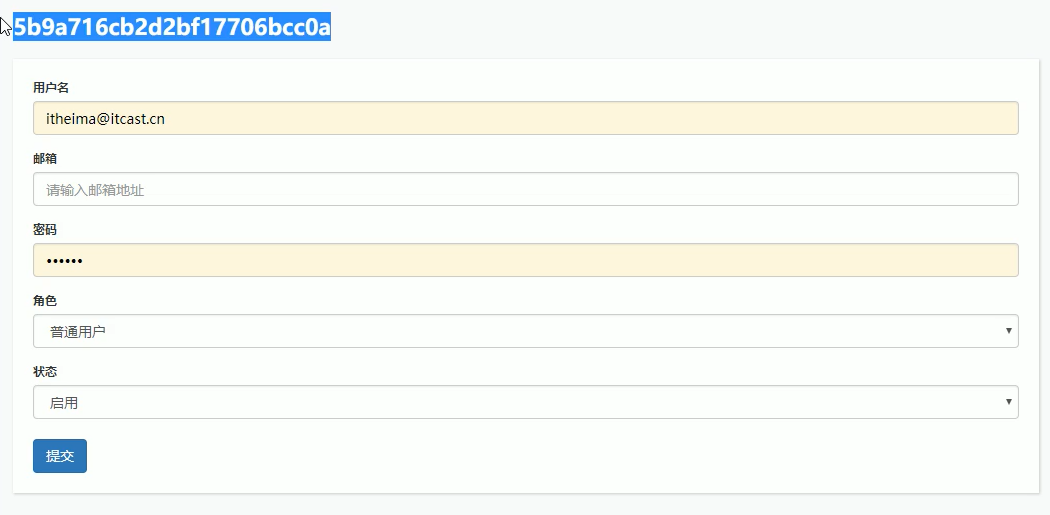 5b9a716cb2d2bf17706bcc0a
用户名
itheima@itcast.cn
邮箱
请输入邮箱地址
密码
••••••
角色
普通用户
状态
启用
提交